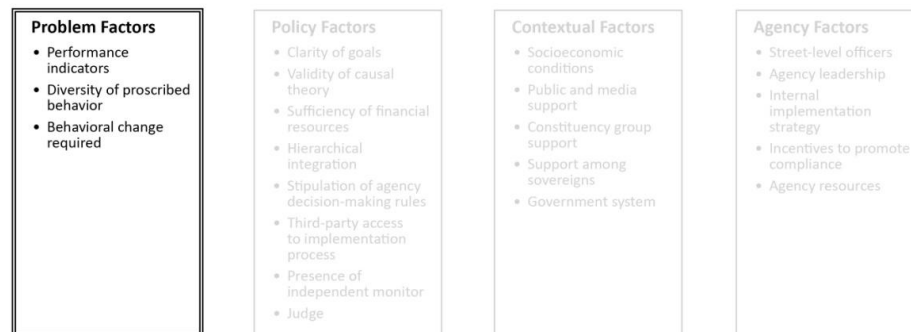 Problem Factors
• Performance
indicators
• Diversity of proscribed
behavior
• Behavioral change
required
Policy Factors
• Clarity of goals
• Validity of causal
theory
• Sufficiency of financial
resources
• Hierarchical
integration
• Stipulation of agency
decision-making rules
• Third-party access
to implementation
process
• Presence of
independent monitor
• Judge
Contextual Factors
• Socioeconomic
conditions
• Public and media
support
• Constituency group
support
• Support among
sovereigns
• Government system
Agency Factors
• Street-level officers
• Agency leadership
• Internal
implementation
strategy
• Incentives to promote
compliance
• Agency resources